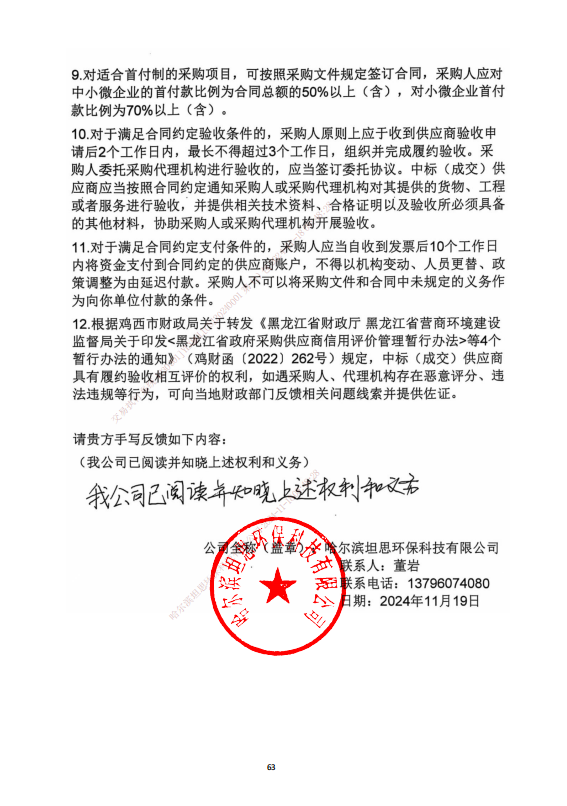 9.对适合首付制的采购项目，可按照采购文件规定签订合同，采购人应对
中小微企业的首付款比例为合同总额的50%以上（含），对小微企业首付
款比例为70%以上（含）。
10.对于满足合同约定验收条件的，采购人原则上应于收到供应商验收申
请后2个工作日内，最长不得超过3个工作日，组织并完成履约验收。采
购人委托采购代理机构进行验收的，应当签订委托协议。中标（成交）供
应商应当按照合同约定通知采购人或采购代理机构对其提供的货物、工程
或者服务进行验收，并提供相关技术资料、合格证明以及验收所必须具备
的其他材料，协助采购人或采购代理机构开展验收。
11.对于满足合同约定支付条件的，采购人应当自收到发票后10个工作日
内将资金支付到合同约定的供应商账户，不得以机构变动、人员更替、政
策调整为由延迟付款。采购人不可以将采购文件和合同中未规定的义务作
为向你单位付款的条件。
12.根据鸡西市财政局关于转发《黑龙江省财政厅 黑龙江省营商环境建设
监督局关于印发<黑龙江省政府采购供应商信用评价管理暂行办法>等4个
暂行办法的通知》（鸡财函〔2022〕262号）规定，中标（成交）供应商
具有履约验收相互评价的权利，如遇采购人、代理机构存在恶意评分、违
法违规等行为，可向当地财政部门反馈相关问题线索并提供佐证。
请贵方手写反馈如下内容：
（我公司已阅读并知晓上述权利和义务）
我公司已阅读并知晓上述权利和义务
公司全称（盖章）：哈尔滨坦思环保科技有限公司
联系人：董岩
联系电话：13796074080
日期：2024年11月19日
哈尔滨坦思环保科技有限公司
63